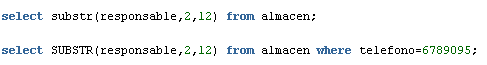 select substr(responsable,2,12) from almacen;
select SUBSTR(responsable,2,12) from almacen where telefono=6789095;